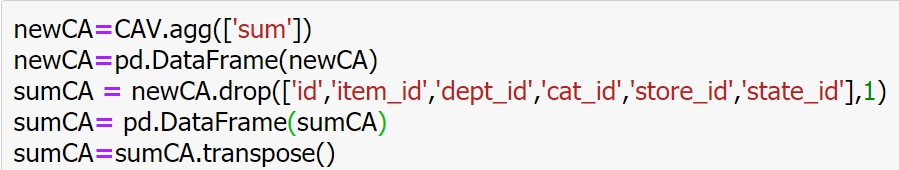 newCA=CAV.agg(['sum'])
newCA=pd.DataFrame(newCA)
sumCA = newCA.drop(['id','item_id','dept_id','cat_id','store_id','state_id'],1)
sumCA= pd.DataFrame(sumCA)
sumCA=sumCA.transpose()